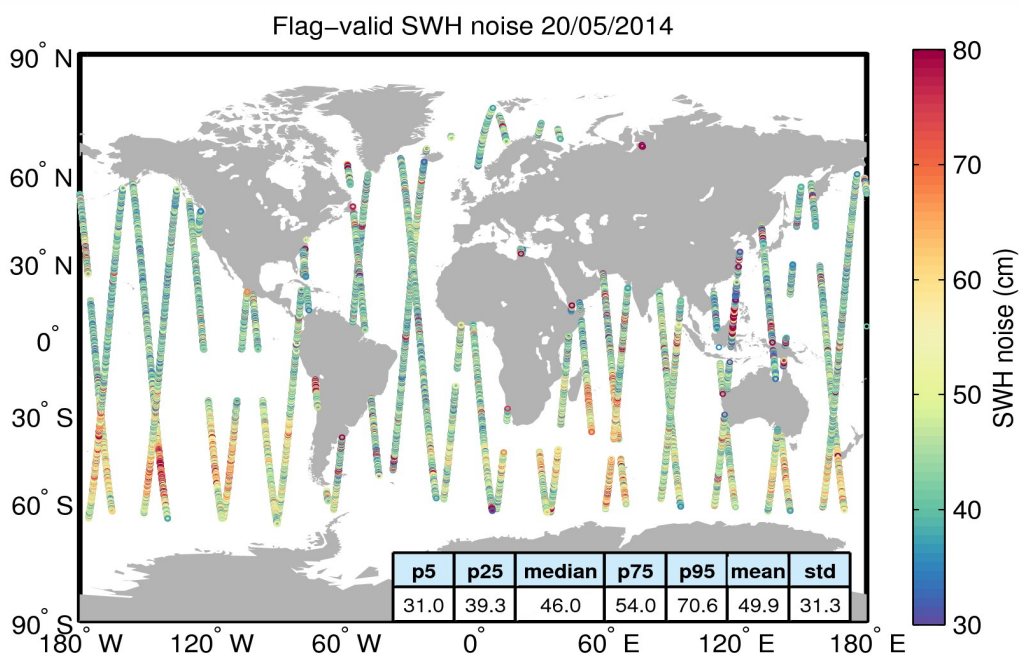 Flag−valid SWH noise 20/05/2014
90° N
60° N
30° N
0°
30° S
60° S
90° S
180° W
120° W
60° W
0°
60° E
120° E
180° E
p5 p25 median p75 p95 mean std
31.0 39.3 46.0 54.0 70.6 49.9 31.3
80
70
60
50
40
30
SWH noise (cm)